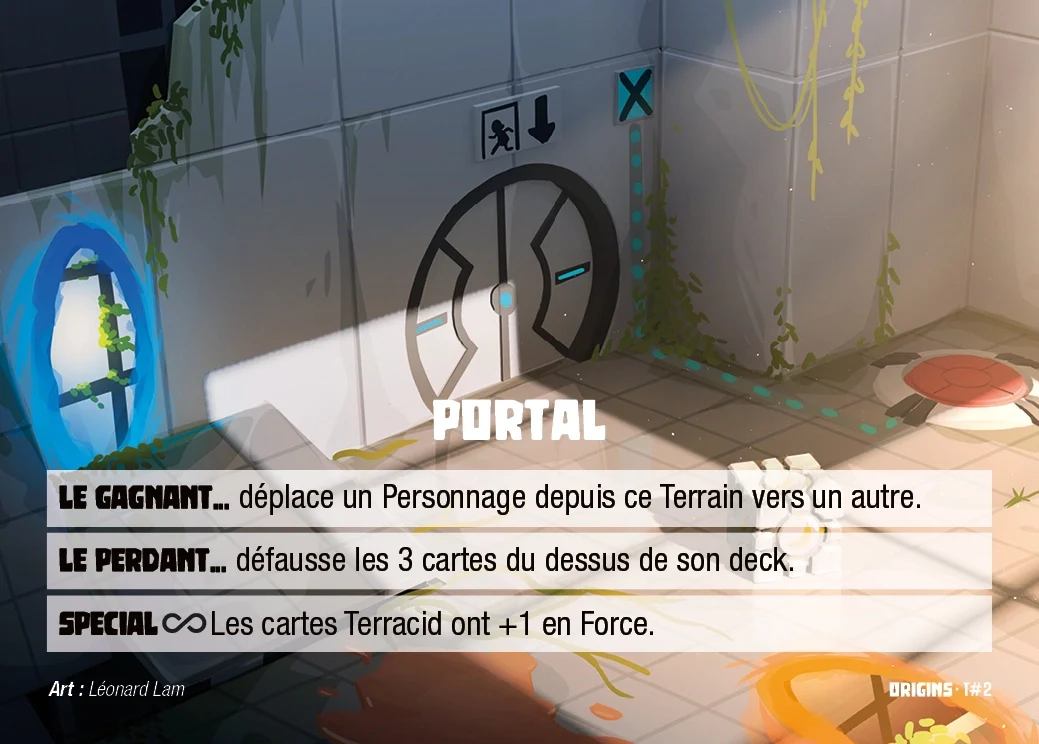 PORTAL
LE GAGNANT... déplace un Personnage depuis ce Terrain vers un autre.
LE PERDANT... défausse les 3 cartes du dessus de son deck.
SPECIAL ∞ Les cartes Terracid ont +1 en Force.
Art : Léonard Lam
ORIGINS · T#2